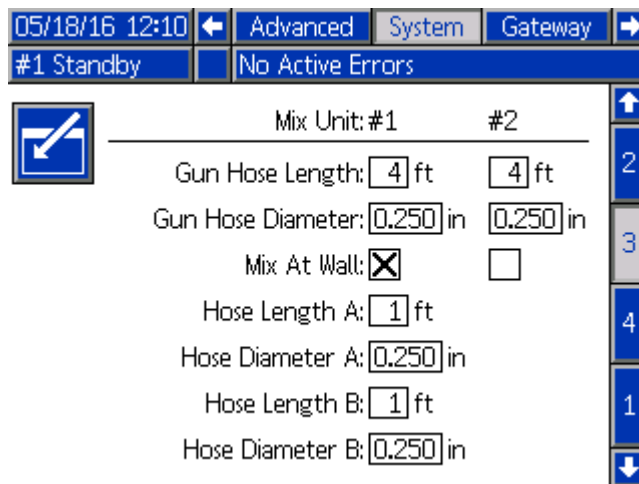 05/18/16 12:10 Advanced System Gateway
#1 Standby No Active Errors
Mix Unit: #1 #2
Gun Hose Length: 4 ft 4 ft
Gun Hose Diameter: 0.250 in 0.250 in
Mix At Wall:
Hose Length A: 1 ft
Hose Diameter A: 0.250 in
Hose Length B: 1 ft
Hose Diameter B: 0.250 in
2
3
4
1